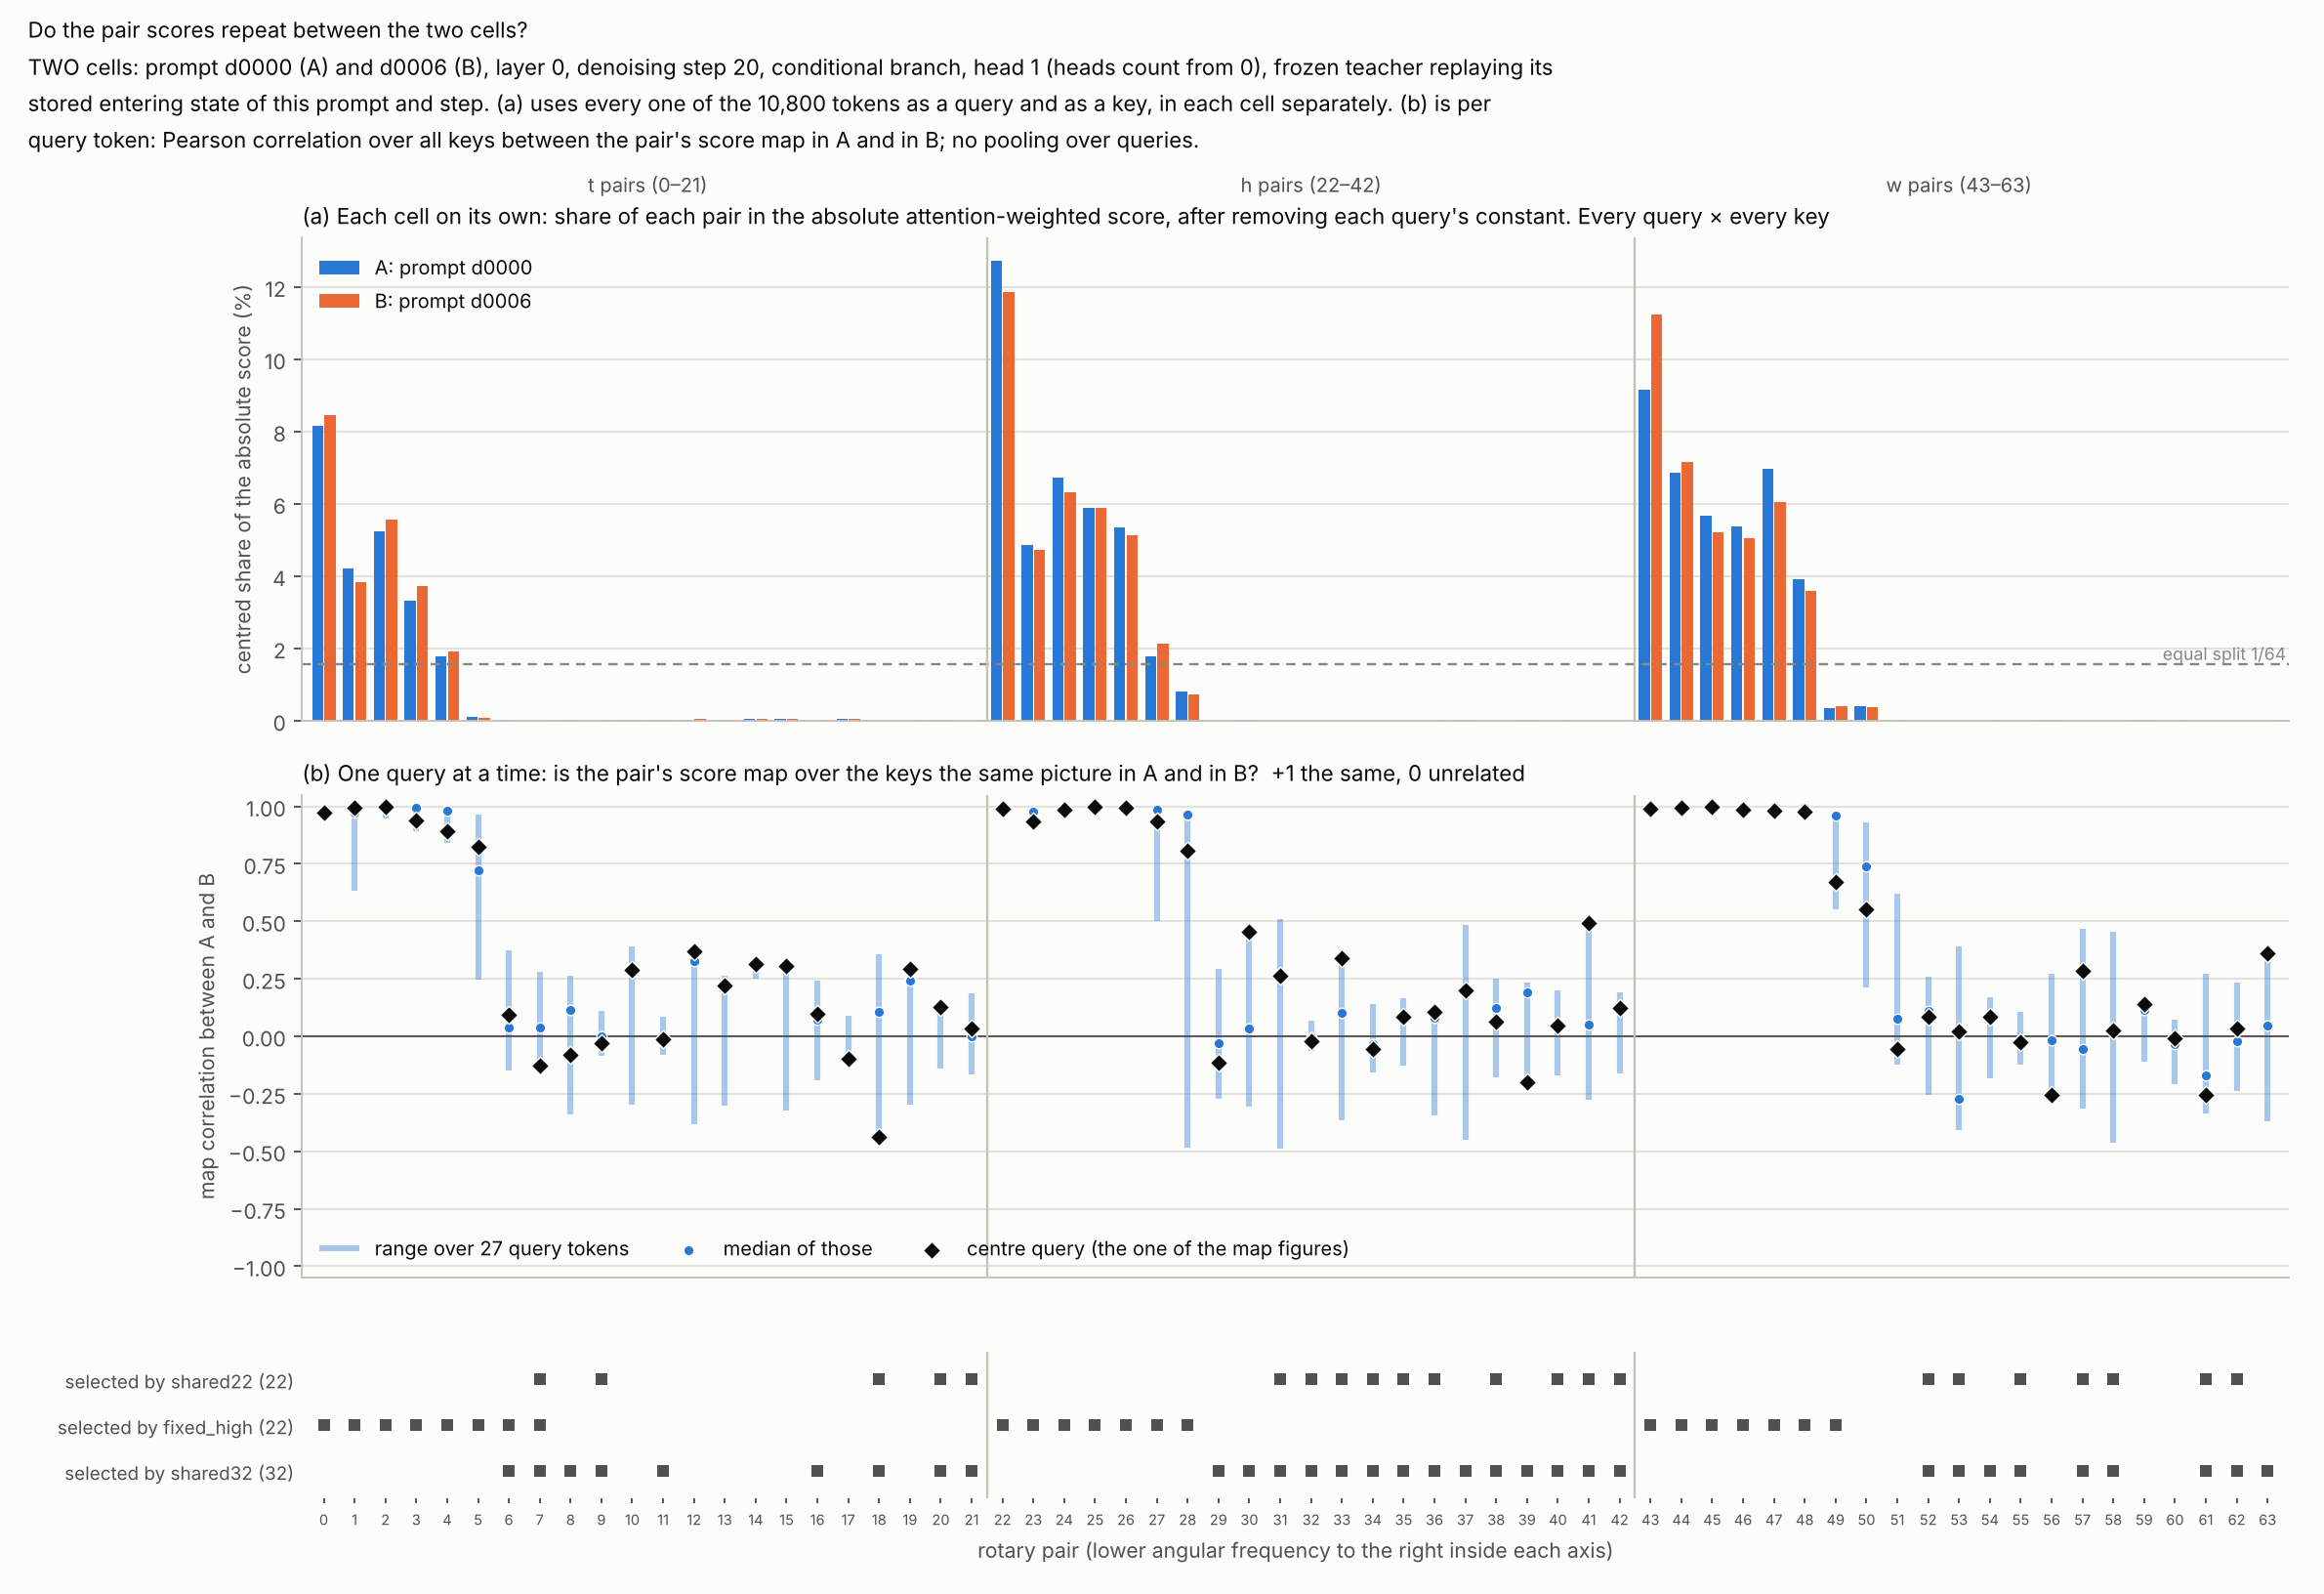 Do the pair scores repeat between the two cells?
TWO cells: prompt d0000 (A) and d0006 (B), layer 0, denoising step 20, conditional branch, head 1 (heads count from 0), frozen teacher replaying its
stored entering state of this prompt and step. (a) uses every one of the 10,800 tokens as a query and as a key, in each cell separately. (b) is per
query token: Pearson correlation over all keys between the pair's score map in A and in B; no pooling over queries.
t pairs (0–21) h pairs (22–42) w pairs (43–63)
(a) Each cell on its own: share of each pair in the absolute attention-weighted score, after removing each query's constant. Every query × every key
A: prompt d0000
B: prompt d0006
centred share of the absolute score (%)
12
10
8
6
4
2
0
equal split 1/64
(b) One query at a time: is the pair's score map over the keys the same picture in A and in B? +1 the same, 0 unrelated
map correlation between A and B
1.00
0.75
0.50
0.25
0.00
−0.25
−0.50
−0.75
−1.00
range over 27 query tokens median of those centre query (the one of the map figures)
selected by shared22 (22)
selected by fixed_high (22)
selected by shared32 (32)
0 1 2 3 4 5 6 7 8 9 10 11 12 13 14 15 16 17 18 19 20 21 22 23 24 25 26 27 28 29 30 31 32 33 34 35 36 37 38 39 40 41 42 43 44 45 46 47 48 49 50 51 52 53 54 55 56 57 58 59 60 61 62 63
rotary pair (lower angular frequency to the right inside each axis)